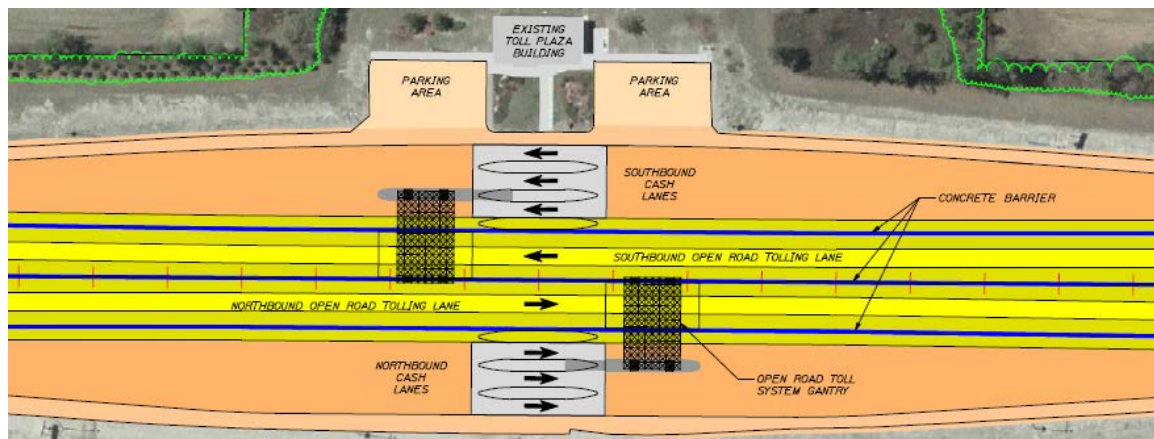 EXISTING
TOLL PLAZA
BUILDING
PARKING
AREA
PARKING
AREA
SOUTHBOUND
CASH
LANES
CONCRETE BARRIER
SOUTHBOUND OPEN ROAD TOLLING LANE
NORTHBOUND OPEN ROAD TOLLING LANE
NORTHBOUND
CASH
LANES
OPEN ROAD TOLL
SYSTEM GANTRY